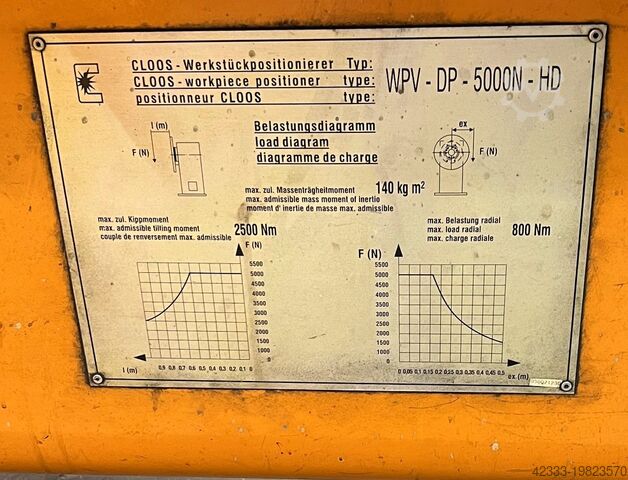 CLOOS - Werkstückpositionierer Typ:
CLOOS - workpiece positioner type:
positionneur CLOOS type:
WPV - DP - 5000N - HD
l (m)
F (N)
Belastungsdiagramm
load diagram
diagramme de charge
ex
F (N)
max. zul. Massenträgheitmoment
max. admissible mass moment of inertio
moment d' inertie de masse max. admissible
140 kg m²
max. zul. Kippmoment
max. admissible tilting moment
couple de renversement max. admissible
2500 Nm
max. Belastung radial
max. load radial
max. charge radiale
800 Nm
F (N)
5500
5000
4500
4000
3500
3000
2500
2000
1500
1000
0
l (m)
0,9 0,8 0,7 0,6 0,5 0,4 0,3 0,2 0,1 0
F (N)
5500
5000
4500
4000
3500
3000
2500
2000
1500
1000
0
0 0,05 0,1 0,15 0,2 0,25 0,3 0,35 0,4 0,45 0,5
ex. (m)
42333-19823570